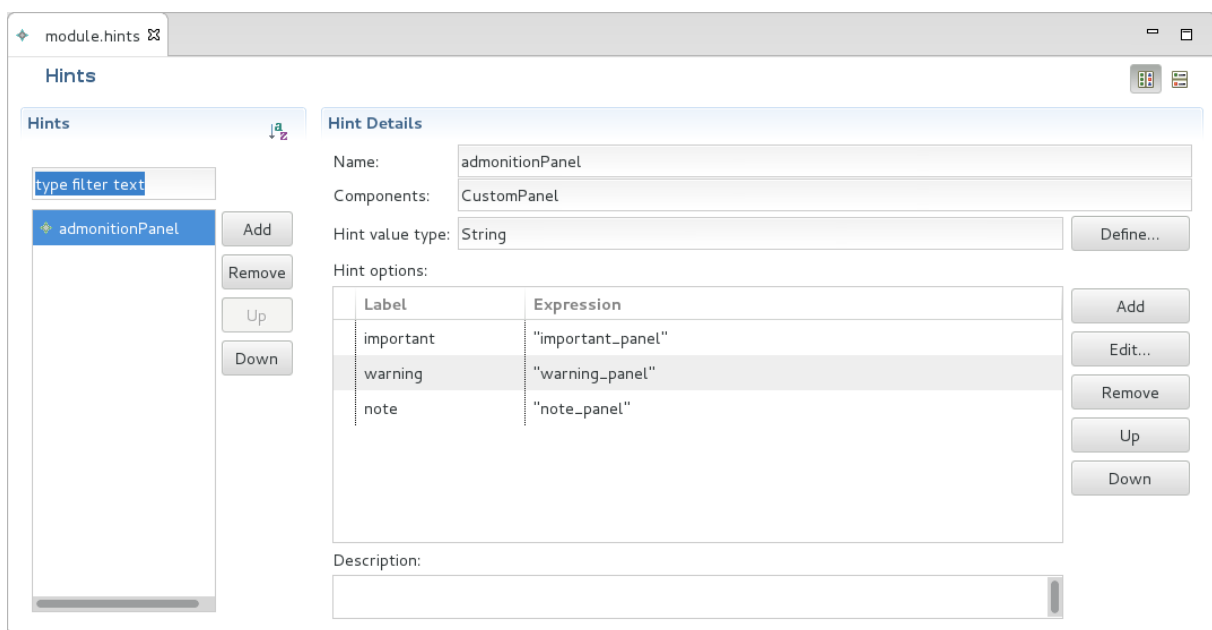 module.hints
Hints
Hints
Hint Details
type filter text
admonitionPanel
Add
Remove
Up
Down
Name: admonitionPanel
Components: CustomPanel
Hint value type: String Define...
Hint options:
Label Expression
important "important_panel"
warning "warning_panel"
note "note_panel"
Add
Edit...
Remove
Up
Down
Description: